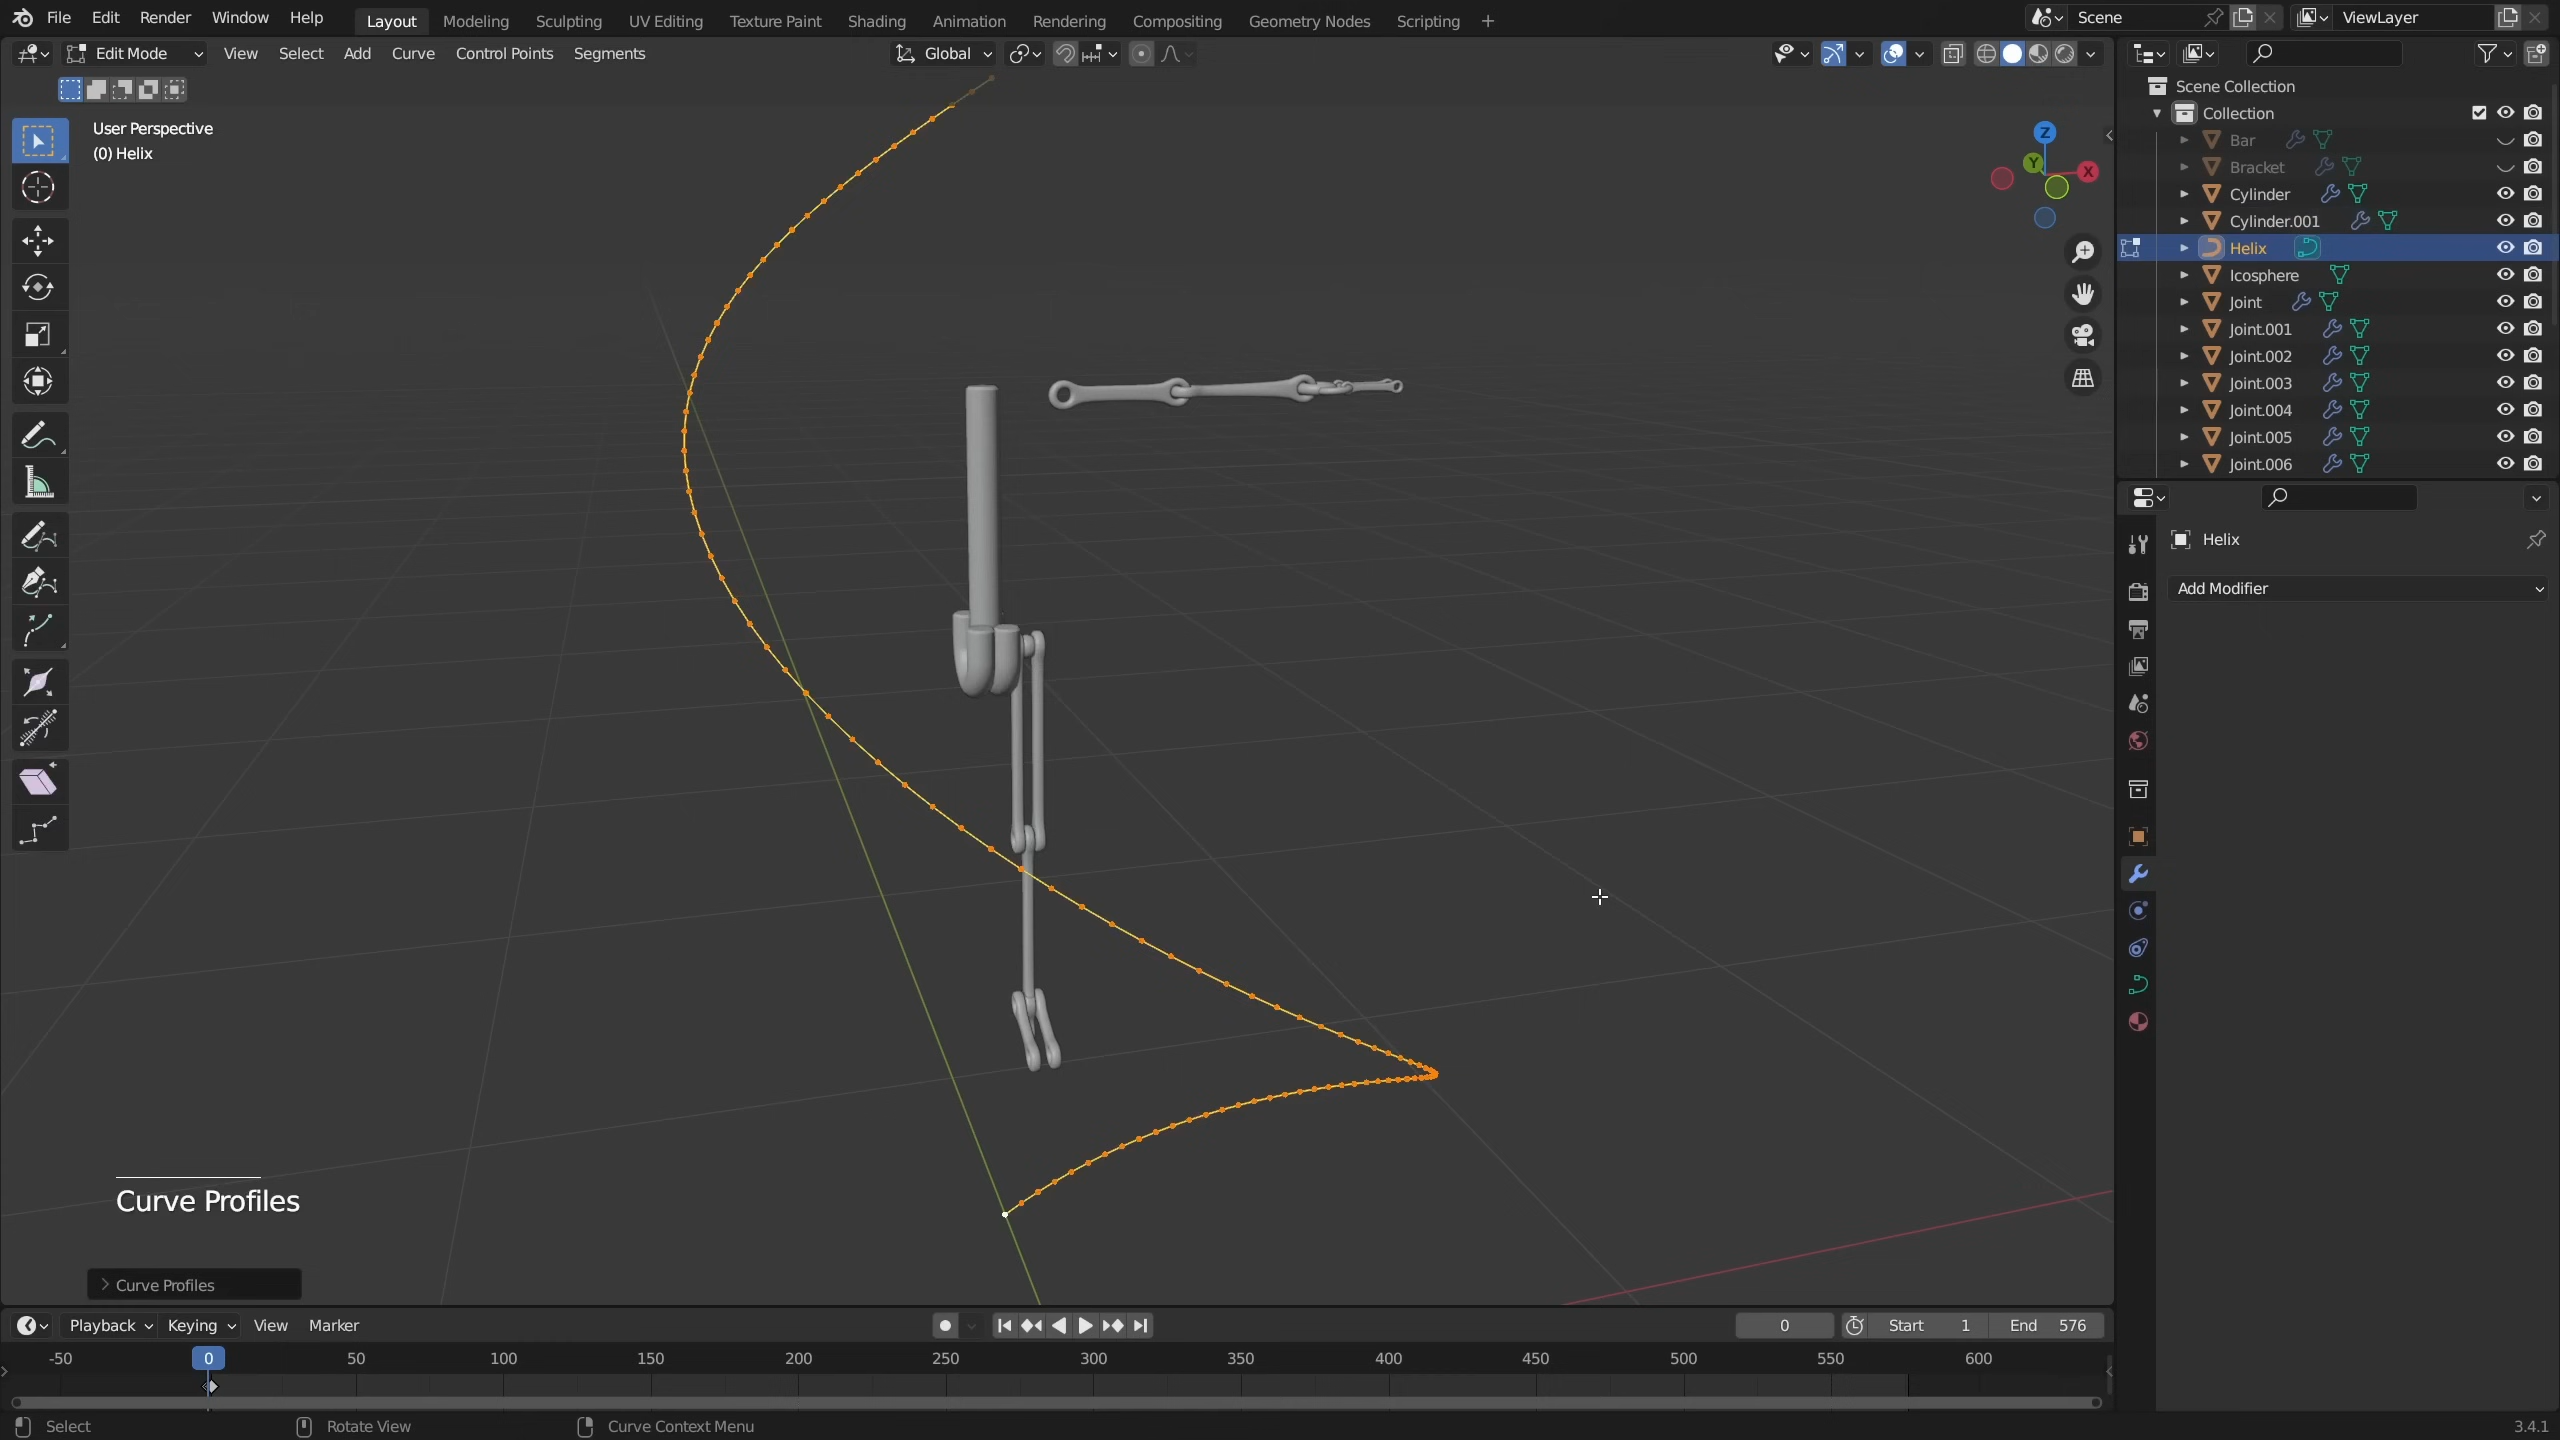 File Edit Render Window Help Layout Modeling Sculpting UV Editing Texture Paint Shading Animation Rendering Compositing Geometry Nodes Scripting + Scene ViewLayer
Edit Mode View Select Add Curve Control Points Segments Global
User Perspective
(0) Helix
Z
Y
X
Curve Profiles
Curve Profiles
Scene Collection
Collection
Bar
Bracket
Cylinder
Cylinder.001
Helix
Icosphere
Joint
Joint.001
Joint.002
Joint.003
Joint.004
Joint.005
Joint.006
Helix
Add Modifier
Playback Keying View Marker 0 Start 1 End 576
-50 0 50 100 150 200 250 300 350 400 450 500 550 600
Select Rotate View Curve Context Menu 3.4.1